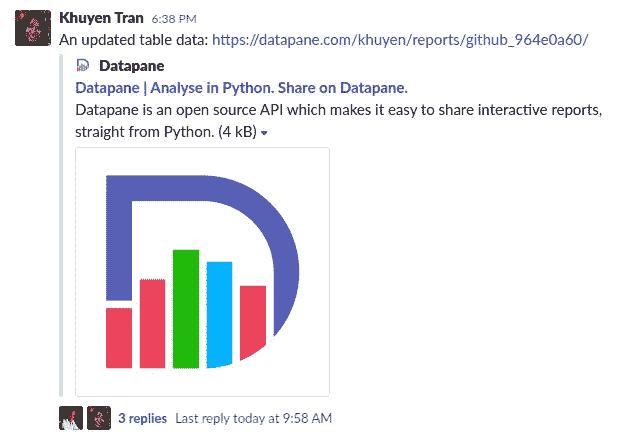 Khuyen Tran 6:38 PM
An updated table data: https://datapane.com/khuyen/reports/github_964e0a60/
Datapane
Datapane | Analyse in Python. Share on Datapane.
Datapane is an open source API which makes it easy to share interactive reports,
straight from Python. (4 kB)
3 replies Last reply today at 9:58 AM